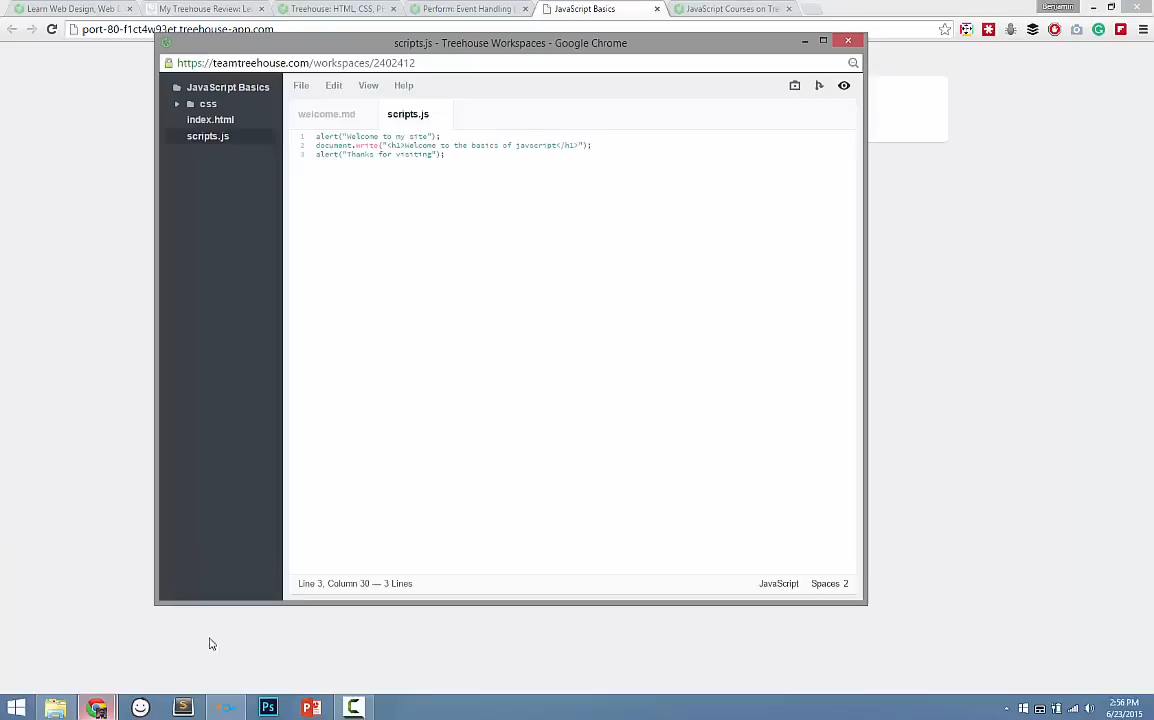 Learn Web Design, Web D
My Treehouse Review: Le
Treehouse: HTML, CSS, Ph
Perform: Event Handling |
JavaScript Basics
JavaScript Courses on Tre
Benjamin
port-80-f1ct4w93et.treehouse-app.com
scripts.js - Treehouse Workspaces - Google Chrome
https://teamtreehouse.com/workspaces/2402412
JavaScript Basics
File Edit View Help
css
index.html
scripts.js
welcome.md scripts.js
1 alert("Welcome to my site");
2 document.write("<h1>Welcome to the basics of javscript</h1>");
3 alert("Thanks for visiting");
Line 3, Column 30 — 3 Lines
JavaScript Spaces 2
Ps
2:56 PM
6/23/2015